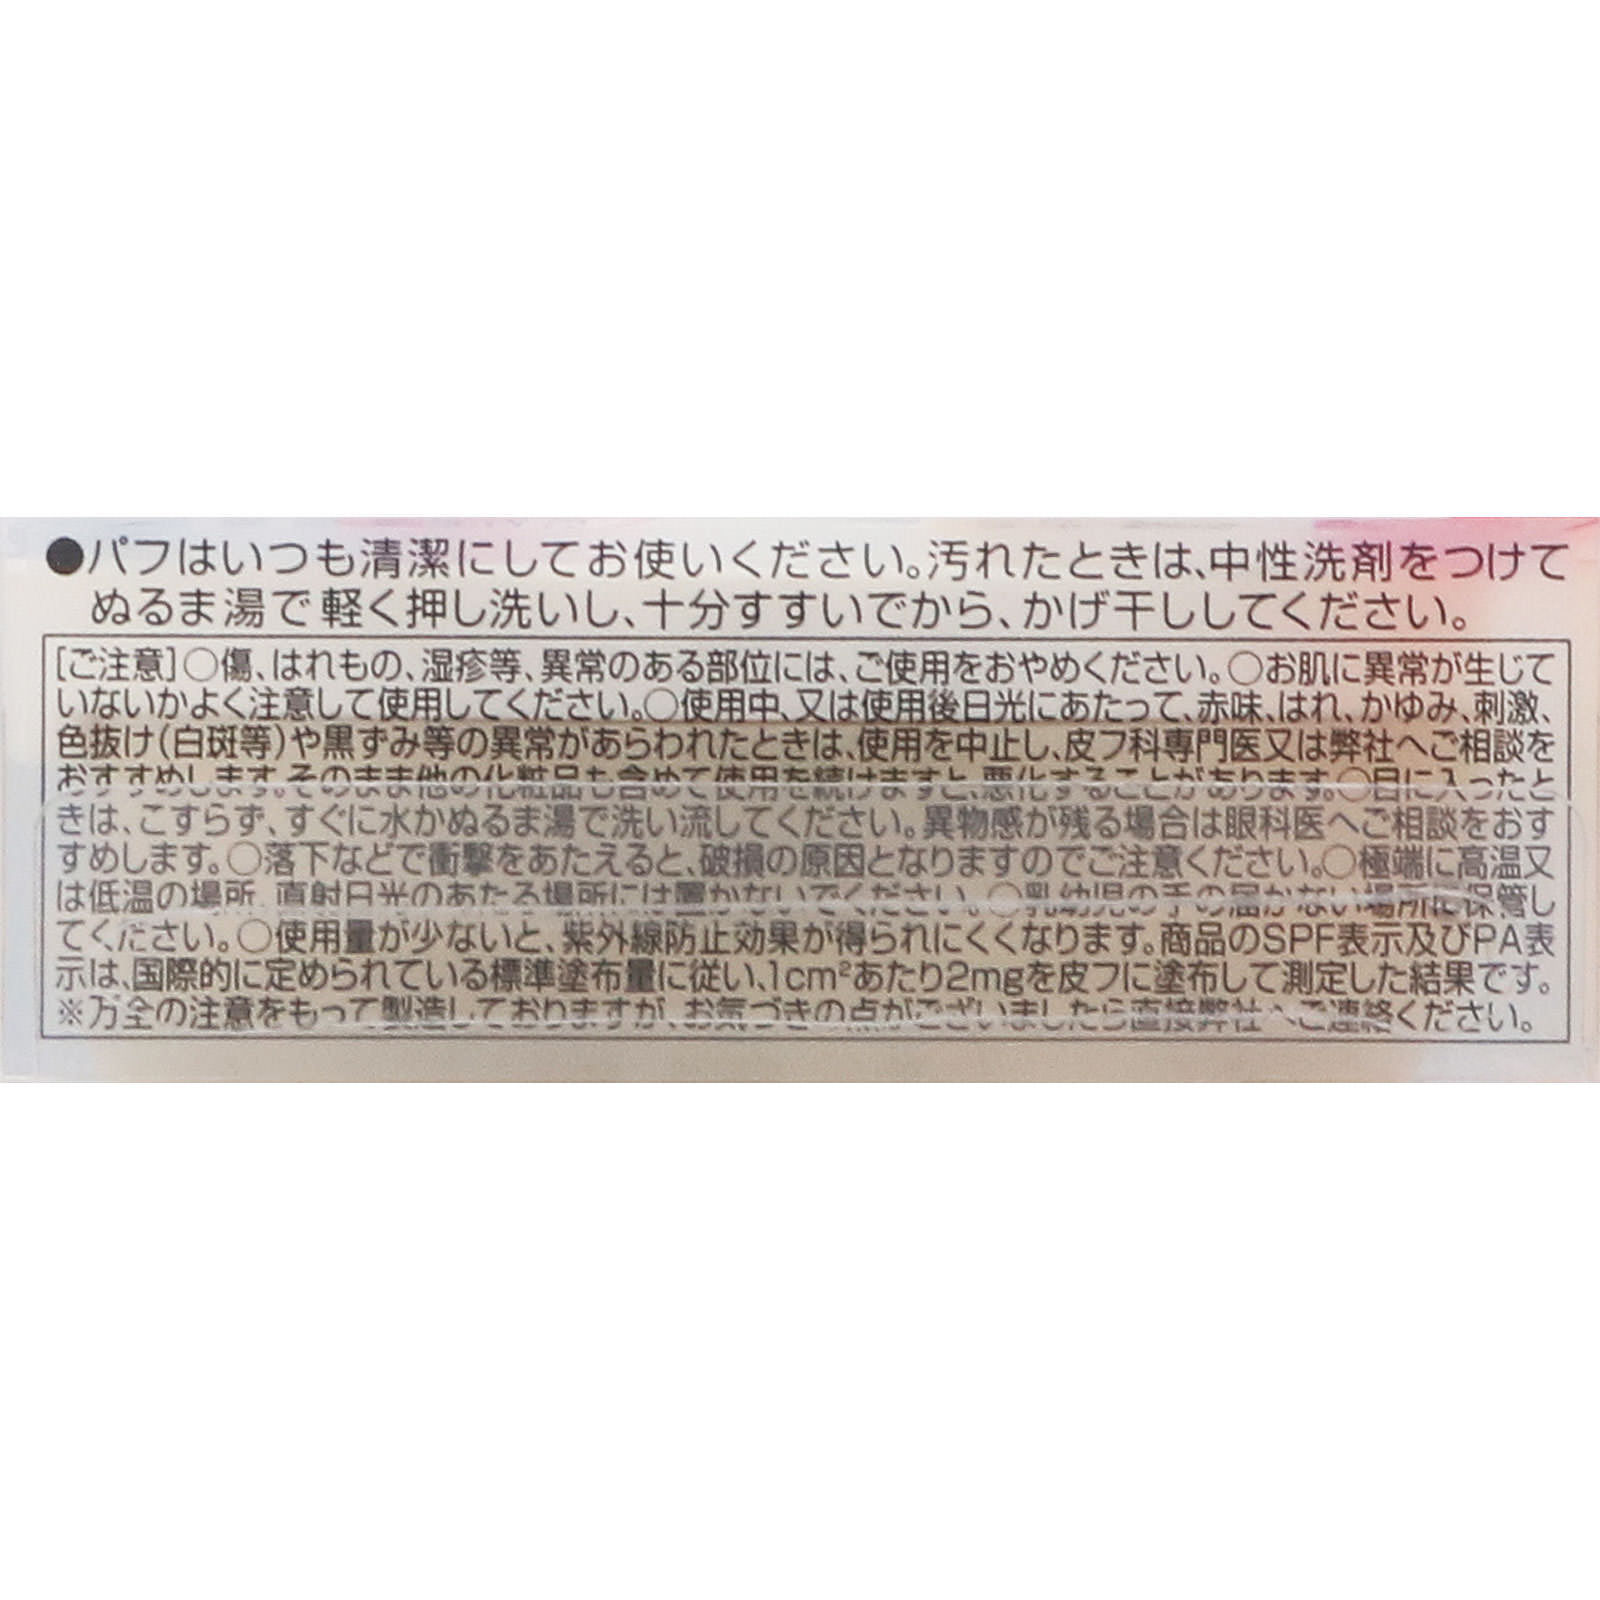 ●パフはいつも清潔にしてお使いください。汚れたときは、中性洗剤をつけて
ぬるま湯で軽く押し洗いし、十分すすいでから、かげ干ししてください。
[ご注意]○傷、はれもの、湿疹等、異常のある部位には、ご使用をおやめください。○お肌に異常が生じて
いないかよく注意して使用してください。○使用中、又は使用後日光にあたって、赤味、はれ、かゆみ、刺激、
色抜け(白斑等)や黒ずみ等の異常があらわれたときは、使用を中止し、皮フ科専門医又は弊社へご相談を
おすすめします。そのまま他の化粧品も含めて使用を続けますと、悪化することがあります。○目に入ったと
きは、こすらず、すぐに水かぬるま湯で洗い流してください。異物感が残る場合は眼科医へご相談をおす
すめします。○落下などで衝撃をあたえると、破損の原因となりますのでご注意ください。○極端に高温又
は低温の場所、直射日光のあたる場所には置かないでください。○乳幼児の手の届かない場所に保管し
てください。○使用量が少ないと、紫外線防止効果が得られにくくなります。商品のSPF表示及びPA表
示は、国際的に定められている標準塗布量に従い、1cm²あたり2mgを皮フに塗布して測定した結果です。
※万全の注意をもって製造しておりますが、お気づきの点がございましたら直接弊社へご連絡ください。